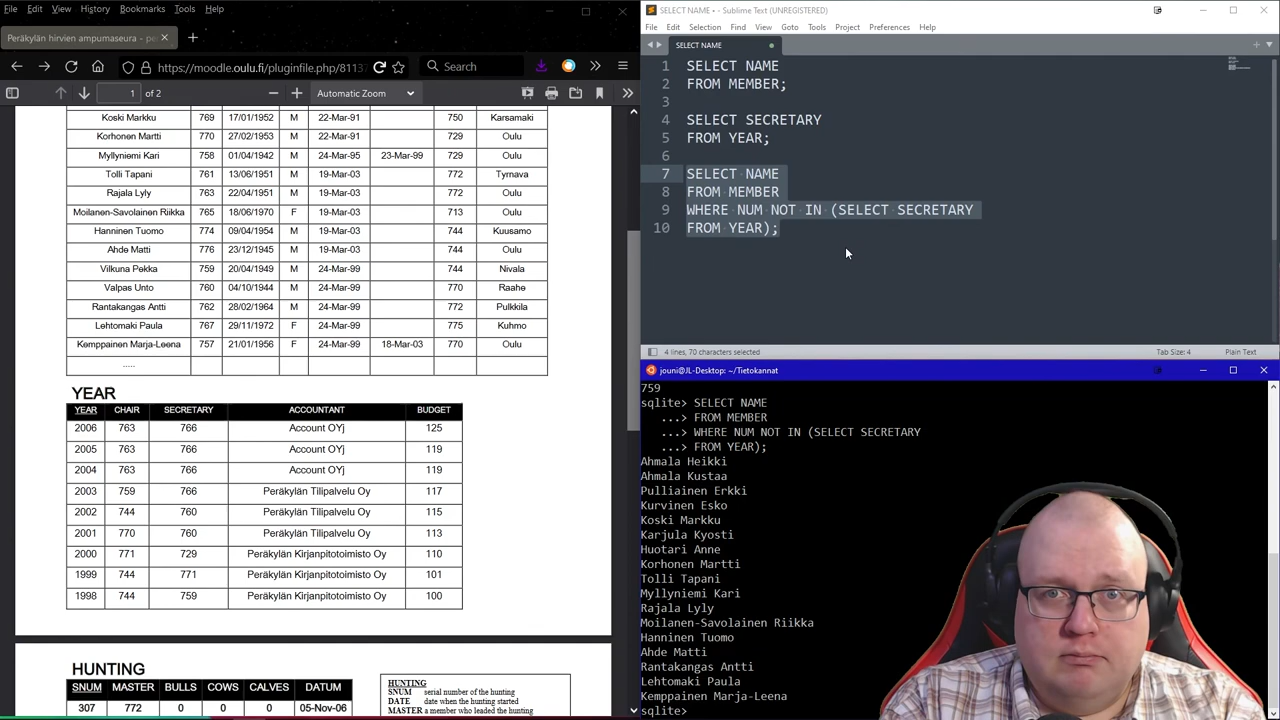 File Edit View History Bookmarks Tools Help
eräkylän hirvien ampumaseura - pe
https://moodle.oulu.fi/pluginfile.php/8113 Search
1 of 2 Automatic Zoom
Koski Markku 769 17/01/1952 M 22-Mar-91 750 Karsamaki
Korhonen Martti 770 27/02/1953 M 22-Mar-91 729 Oulu
Myllyniemi Kari 758 01/04/1942 M 24-Mar-95 23-Mar-99 729 Oulu
Tolli Tapani 761 13/06/1951 M 19-Mar-03 772 Tyrnava
Rajala Lyly 763 22/04/1951 M 19-Mar-03 772 Oulu
Moilanen-Savolainen Riikka 765 18/06/1970 F 19-Mar-03 713 Oulu
Hanninen Tuomo 774 09/04/1954 M 19-Mar-03 744 Kuusamo
Ahde Matti 776 23/12/1945 M 19-Mar-03 744 Oulu
Vilkuna Pekka 759 20/04/1949 M 24-Mar-99 744 Nivala
Valpas Unto 760 04/10/1944 M 24-Mar-99 770 Raahe
Rantakangas Antti 762 28/02/1964 M 24-Mar-99 772 Pulkkila
Lehtomaki Paula 767 29/11/1972 F 24-Mar-99 775 Kuhmo
Kemppainen Marja-Leena 757 21/01/1956 F 24-Mar-99 18-Mar-03 770 Oulu
.....
YEAR
YEAR CHAIR SECRETARY ACCOUNTANT BUDGET
2006 763 766 Account OYj 125
2005 763 766 Account OYj 119
2004 763 766 Account OYj 119
2003 759 766 Peräkylän Tilipalvelu Oy 117
2002 744 760 Peräkylän Tilipalvelu Oy 115
2001 770 760 Peräkylän Tilipalvelu Oy 113
2000 771 729 Peräkylän Kirjanpitotoimisto Oy 110
1999 744 771 Peräkylän Kirjanpitotoimisto Oy 101
1998 744 759 Peräkylän Kirjanpitotoimisto Oy 100
HUNTING
SNUM MASTER BULLS COWS CALVES DATUM
307 772 0 0 0 05-Nov-06
HUNTING
SNUM serial number of the hunting
DATE date when the hunting started
MASTER a member who leaded the hunting
SELECT NAME • - Sublime Text (UNREGISTERED)
File Edit Selection Find View Goto Tools Project Preferences Help
SELECT NAME
1 SELECT NAME
2 FROM MEMBER;
3
4 SELECT SECRETARY
5 FROM YEAR;
6
7 SELECT NAME
8 FROM MEMBER
9 WHERE NUM NOT IN (SELECT SECRETARY
10 FROM YEAR);
4 lines, 70 characters selected Tab Size: 4 Plain Text
jouni@JL-Desktop: ~/Tietokannat
759
sqlite> SELECT NAME
...> FROM MEMBER
...> WHERE NUM NOT IN (SELECT SECRETARY
...> FROM YEAR);
Ahmala Heikki
Ahmala Kustaa
Pulliainen Erkki
Kurvinen Esko
Koski Markku
Karjula Kyosti
Huotari Anne
Korhonen Martti
Tolli Tapani
Myllyniemi Kari
Rajala Lyly
Moilanen-Savolainen Riikka
Hanninen Tuomo
Ahde Matti
Rantakangas Antti
Lehtomaki Paula
Kemppainen Marja-Leena
sqlite>